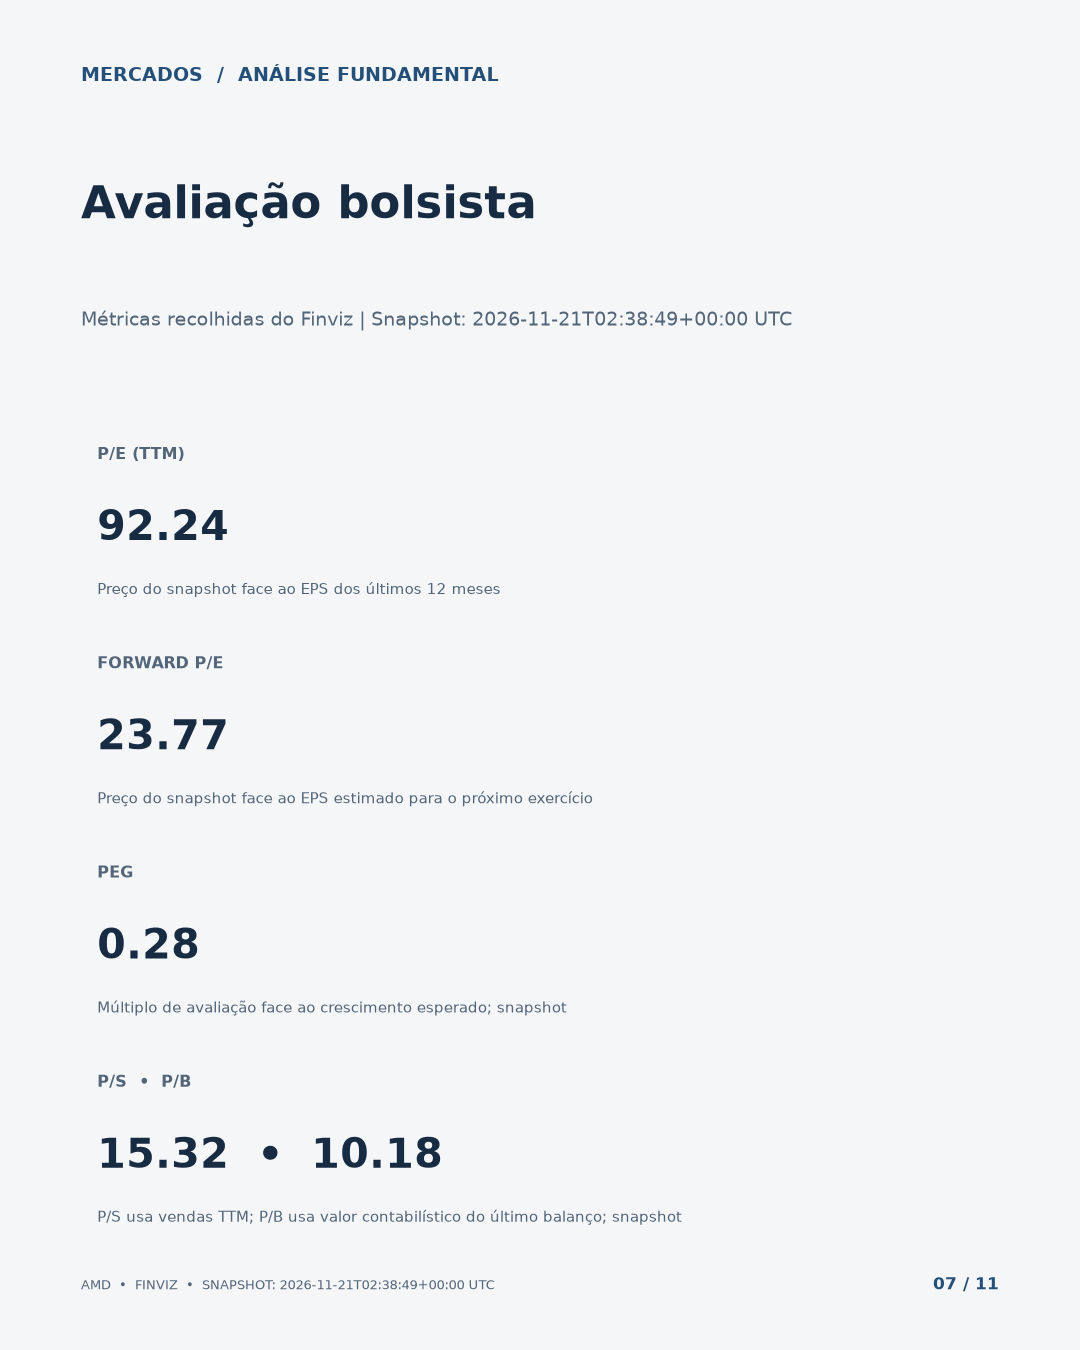 MERCADOS / ANÁLISE FUNDAMENTAL
Avaliação bolsista
Métricas recolhidas do Finviz | Snapshot: 2026-11-21T02:38:49+00:00 UTC
P/E (TTM)
92.24
Preço do snapshot face ao EPS dos últimos 12 meses
FORWARD P/E
23.77
Preço do snapshot face ao EPS estimado para o próximo exercício
PEG
0.28
Múltiplo de avaliação face ao crescimento esperado; snapshot
P/S • P/B
15.32 • 10.18
P/S usa vendas TTM; P/B usa valor contabilístico do último balanço; snapshot
AMD • FINVIZ • SNAPSHOT: 2026-11-21T02:38:49+00:00 UTC
07 / 11